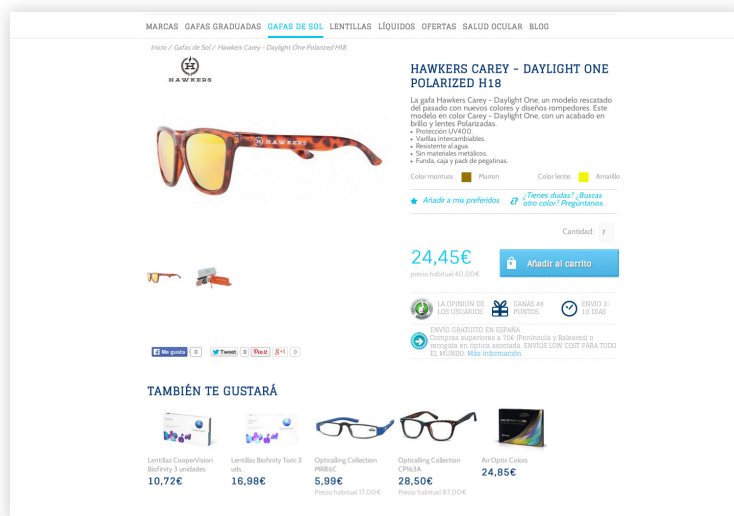 MARCAS GAFAS GRADUADAS GAFAS DE SOL LENTILLAS LÍQUIDOS OFERTAS SALUD OCULAR BLOG
Inicio / Gafas de Sol / Hawkers Carey - Daylight One Polarized H18
HAWKERS
HAWKERS
HAWKERS CAREY - DAYLIGHT ONE
POLARIZED H18
La gafa Hawkers Carey - Daylight One, un modelo rescatado
del pasado con nuevos colores y diseños rompedores. Este
modelo en color Carey - Daylight One, con un acabado en
brillo y lentes Polarizadas.
• Protección UV400.
• Varillas intercambiables.
• Resistente al agua.
• Sin materiales metálicos.
• Funda, caja y pack de pegatinas.
Color montura: Marron Color lente: Amarillo
Añadir a mis preferidos
¿Tienes dudas? ¿Buscas
otro color? Pregúntanos.
Cantidad: 1
24,45€
precio habitual 40,00€
Añadir al carrito
LA OPINIÓN DE
LOS USUARIOS
GANAS 48
PUNTOS
ENVIO 3-
10 DÍAS
ENVÍO GRATUITO EN ESPAÑA
Compras superiores a 70€ (Península y Baleares) o
recogida en óptica asociada. ENVÍOS LOW COST PARA TODO
EL MUNDO. Más información
Me gusta 0 Tweet 0 Pin it g+1 0
TAMBIÉN TE GUSTARÁ
Lentillas CooperVision
Biofinity 3 unidades
10,72€
Lentillas Biofinity Toric 3
uds.
16,98€
Opticalling Collection
MR86C
5,99€
Precio habitual:17,00€
Opticalling Collection
CP163A
28,50€
Precio habitual:87,00€
Air Optix Colors
24,85€